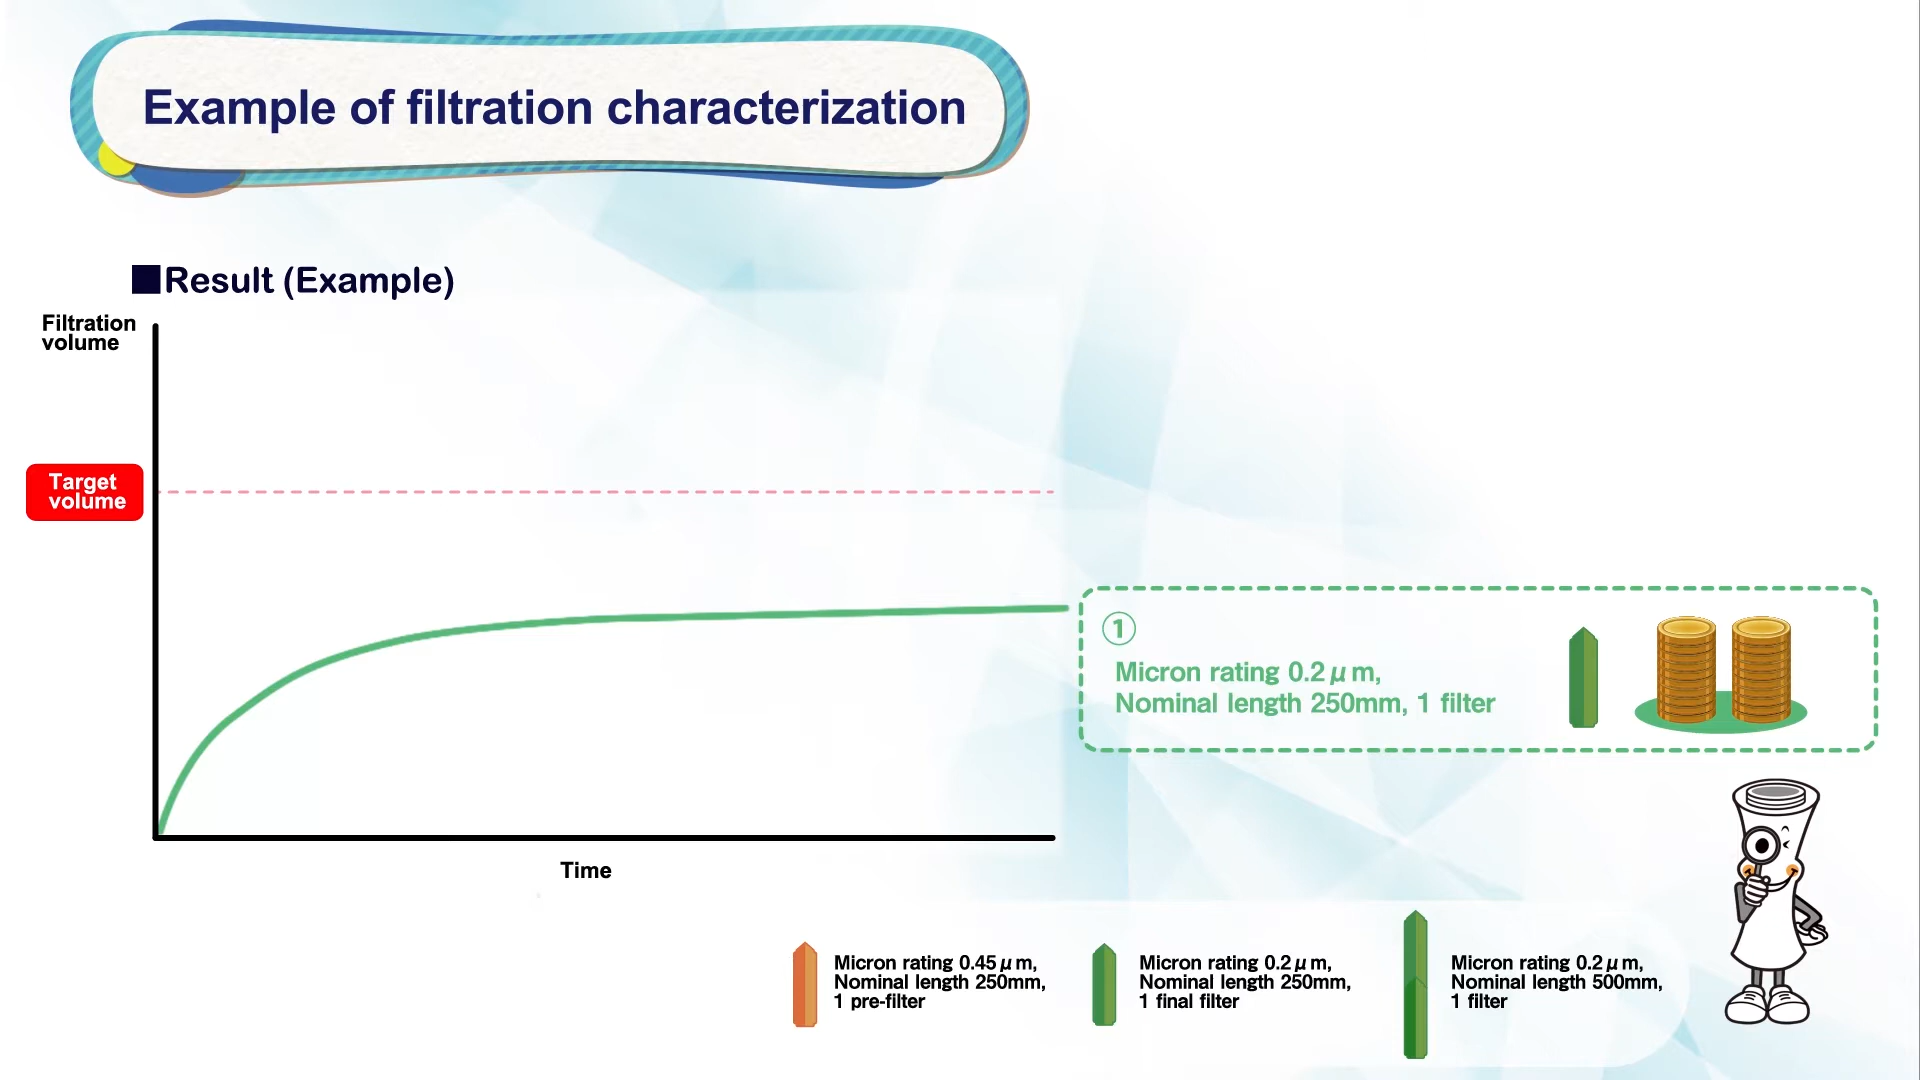 Example of filtration characterization
■Result (Example)
Filtration
volume
Target
volume
Time
①
Micron rating 0.2μm,
Nominal length 250mm, 1 filter
Micron rating 0.45μm,
Nominal length 250mm,
1 pre-filter
Micron rating 0.2μm,
Nominal length 250mm,
1 final filter
Micron rating 0.2μm,
Nominal length 500mm,
1 filter